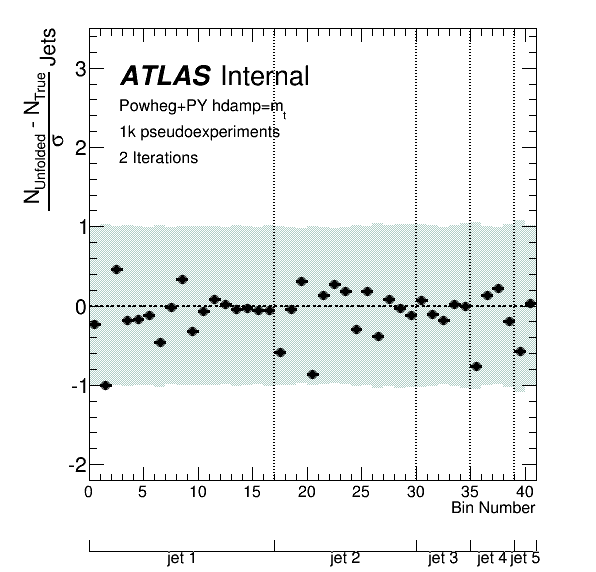 N_Unfolded - N_True Jets
σ
ATLAS Internal
Powheg+PY hdamp=m_t
1k pseudoexperiments
2 Iterations
3
2
1
0
-1
-2
0 5 10 15 20 25 30 35 40
Bin Number
jet 1 jet 2 jet 3 jet 4 jet 5